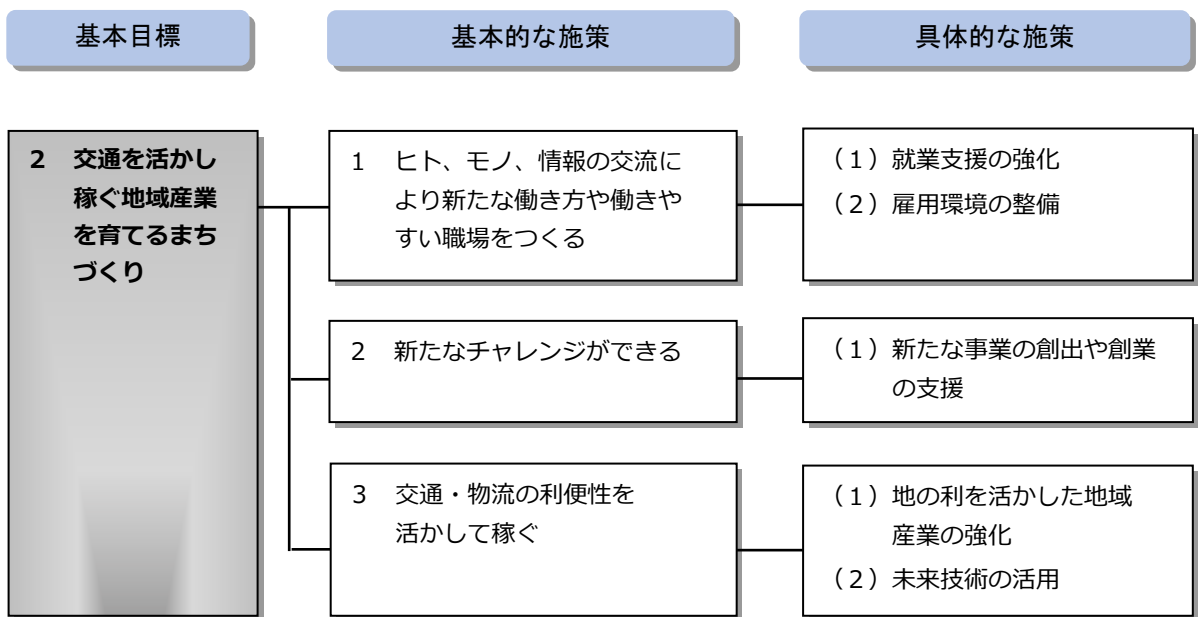 基本目標
基本的な施策
具体的な施策
2 交通を活かし
稼ぐ地域産業
を育てるまち
づくり
1 ヒト、モノ、情報の交流に
より新たな働き方や働きや
すい職場をつくる
(1)就業支援の強化
(2)雇用環境の整備
2 新たなチャレンジができる
(1)新たな事業の創出や創業
の支援
3 交通・物流の利便性を
活かして稼ぐ
(1)地の利を活かした地域
産業の強化
(2)未来技術の活用